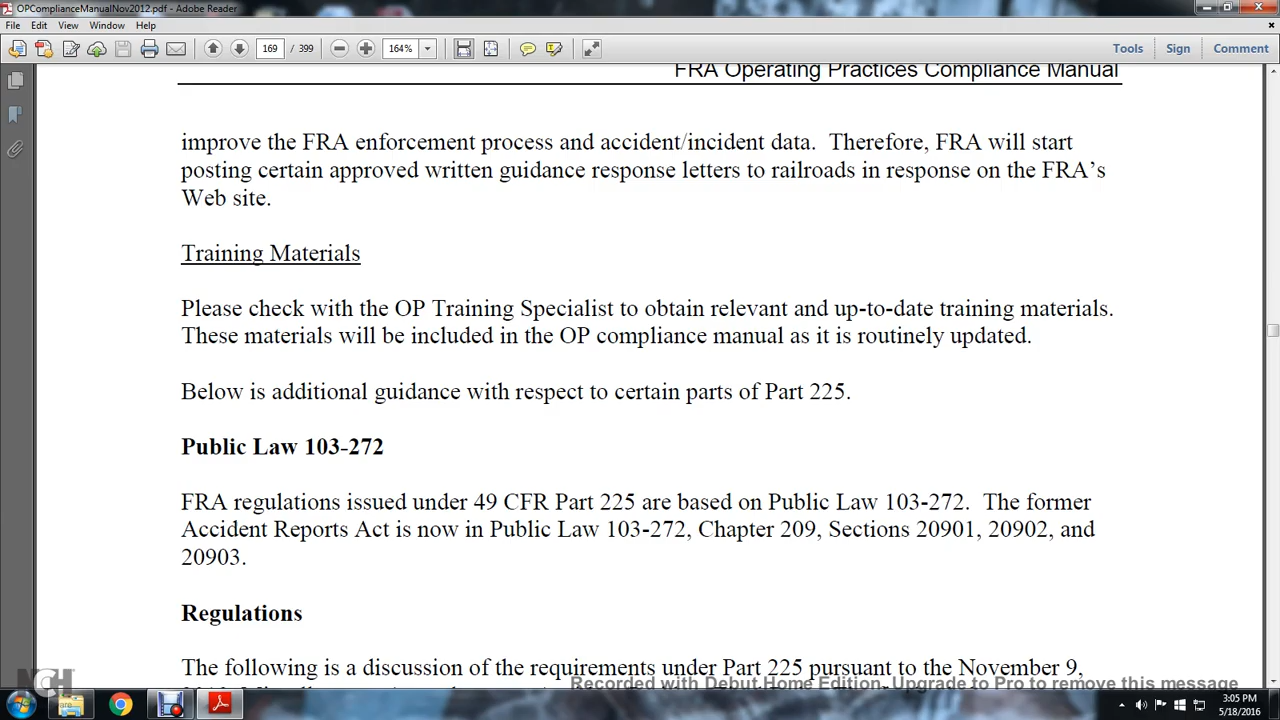 OPComplianceManualNov2012.pdf - Adobe Reader
File Edit View Window Help
169 / 399 164% Tools Sign Comment
FRA Operating Practices Compliance Manual
improve the FRA enforcement process and accident/incident data. Therefore, FRA will start
posting certain approved written guidance response letters to railroads in response on the FRA's
Web site.
Training Materials
Please check with the OP Training Specialist to obtain relevant and up-to-date training materials.
These materials will be included in the OP compliance manual as it is routinely updated.
Below is additional guidance with respect to certain parts of Part 225.
Public Law 103-272
FRA regulations issued under 49 CFR Part 225 are based on Public Law 103-272. The former
Accident Reports Act is now in Public Law 103-272, Chapter 209, Sections 20901, 20902, and
20903.
Regulations
The following is a discussion of the requirements under Part 225 pursuant to the November 9,
Recorded with Debut Home Edition. Upgrade to Pro to remove this message
NCH
3:05 PM
5/18/2016